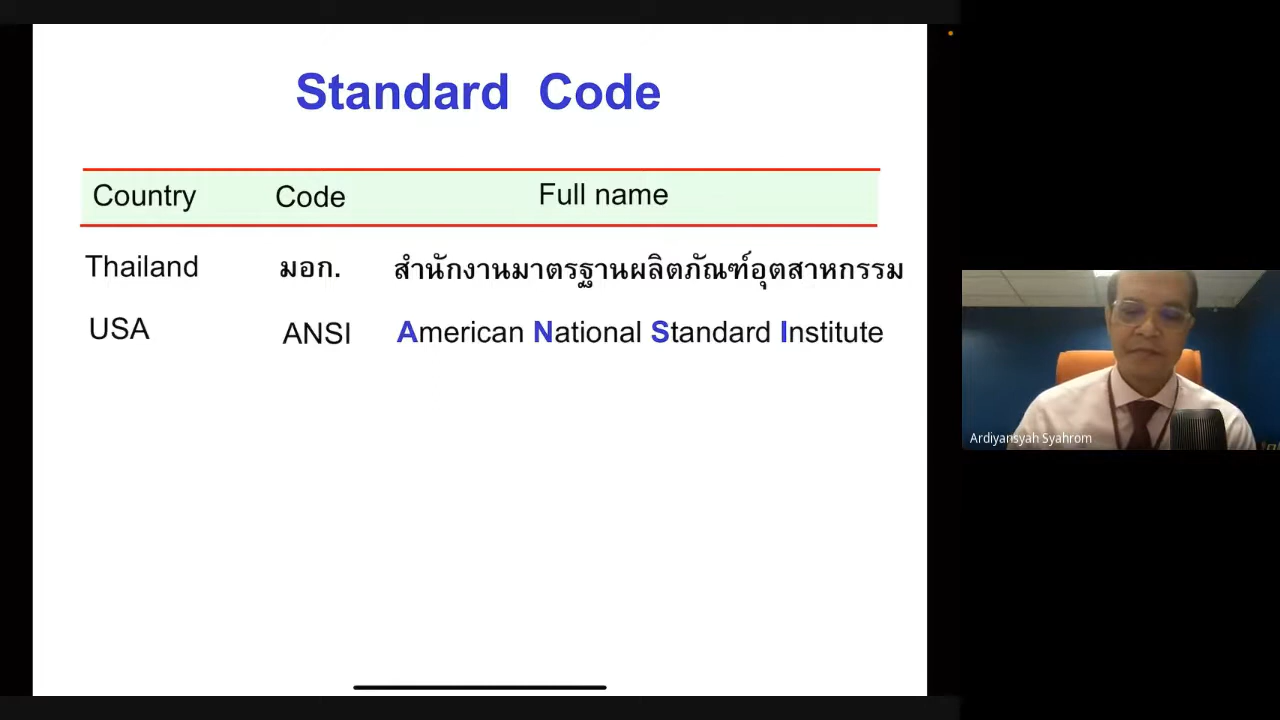 Standard Code
Country Code Full name
Thailand มอก. สำนักงานมาตรฐานผลิตภัณฑ์อุตสาหกรรม
USA ANSI American National Standard Institute
Ardiyansyah Syahrom